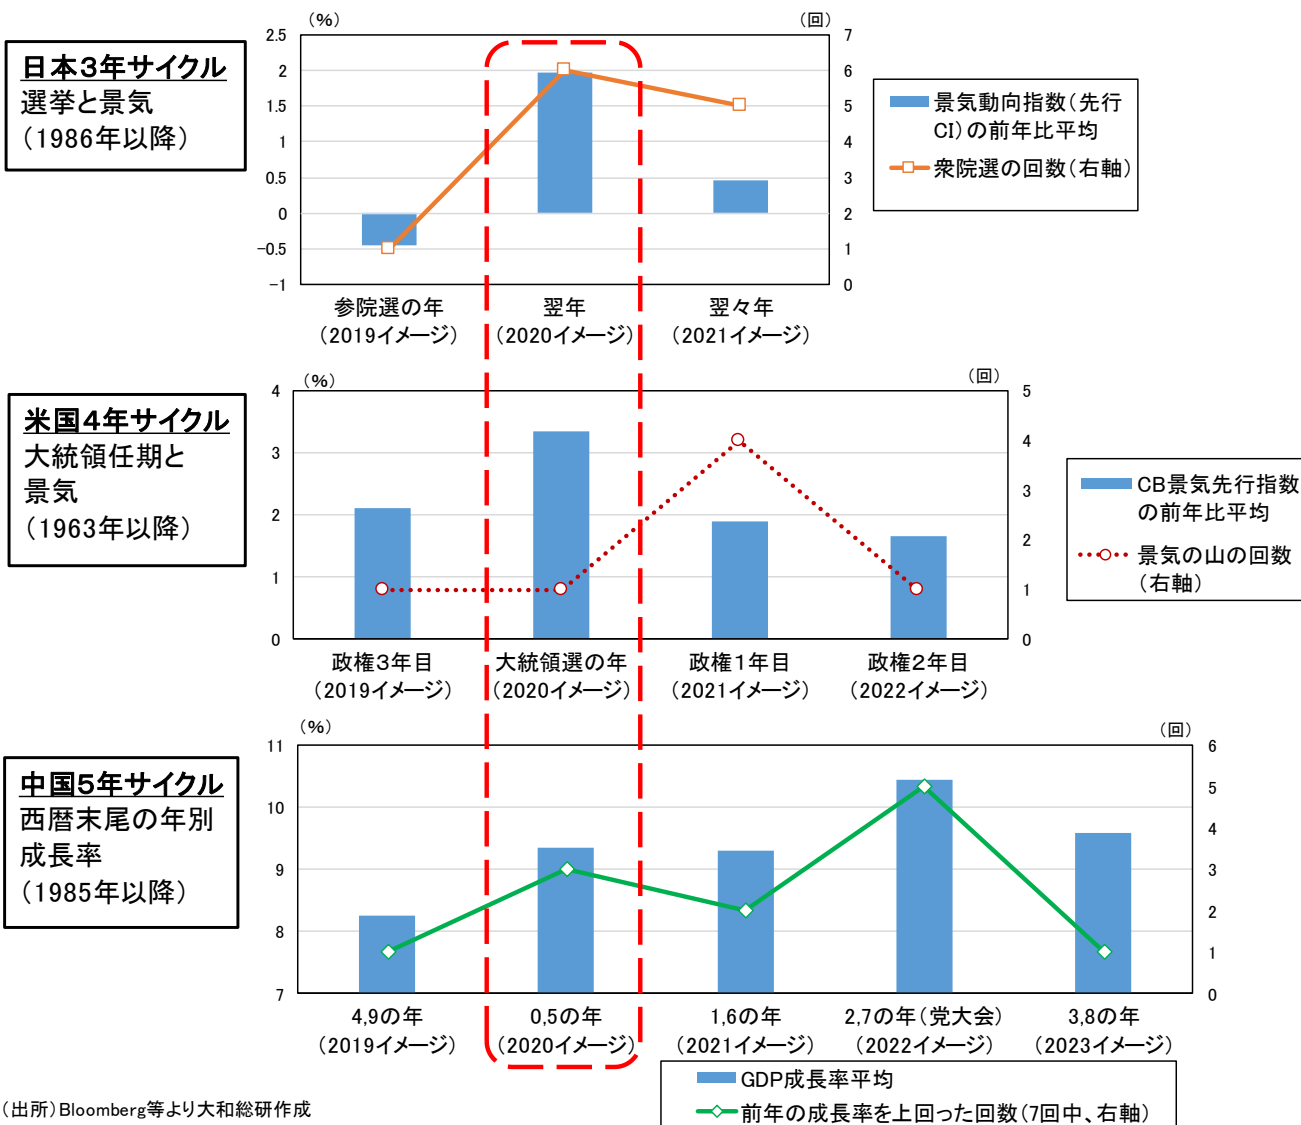 日本3年サイクル
選挙と景気
（1986年以降）
（%）
（回）
2.5
2
1.5
1
0.5
0
−0.5
−1
7
6
5
4
3
2
1
0
参院選の年
（2019イメージ）
翌年
（2020イメージ）
翌々年
（2021イメージ）
景気動向指数（先行
CI）の前年比平均
衆院選の回数（右軸）
米国4年サイクル
大統領任期と
景気
（1963年以降）
（%）
（回）
4
3
2
1
0
5
4
3
2
1
0
政権3年目
（2019イメージ）
大統領選の年
（2020イメージ）
政権1年目
（2021イメージ）
政権2年目
（2022イメージ）
CB景気先行指数
の前年比平均
景気の山の回数
（右軸）
中国5年サイクル
西暦末尾の年別
成長率
（1985年以降）
（%）
（回）
11
10
9
8
7
6
5
4
3
2
1
0
4,9の年
（2019イメージ）
0,5の年
（2020イメージ）
1,6の年
（2021イメージ）
2,7の年（党大会）
（2022イメージ）
3,8の年
（2023イメージ）
GDP成長率平均
前年の成長率を上回った回数（7回中、右軸）
（出所）Bloomberg等より大和総研作成